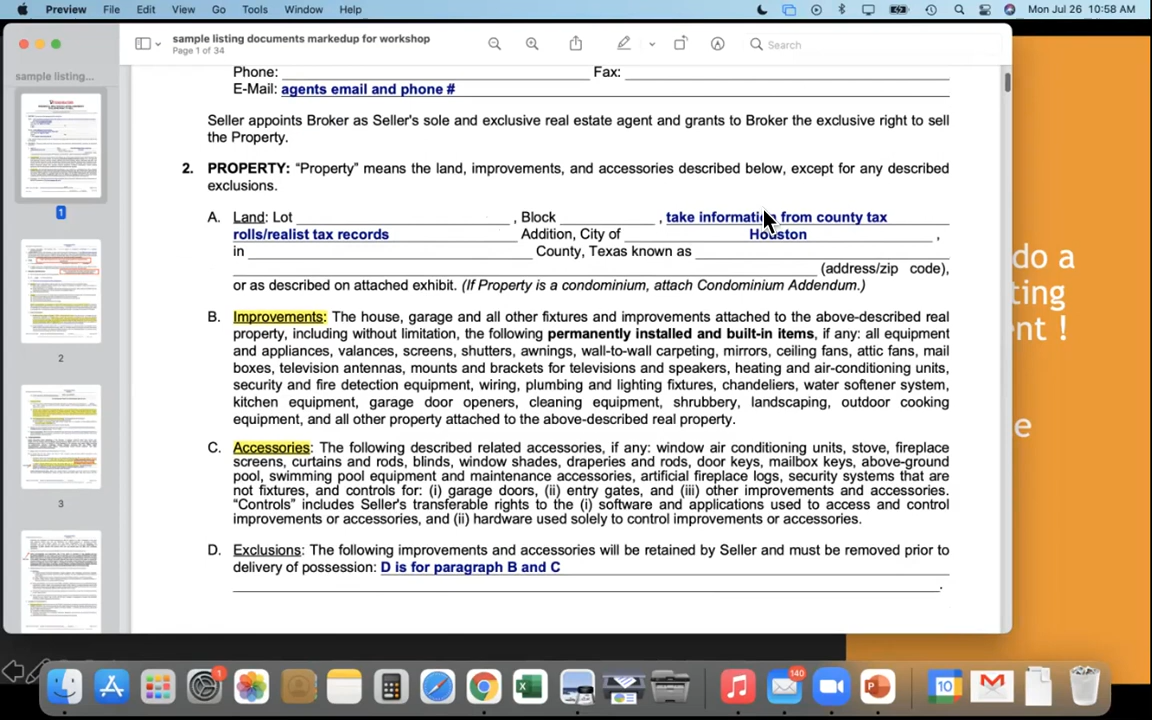 Preview File Edit View Go Tools Window Help Mon Jul 26 10:58 AM
sample listing documents markedup for workshop
Page 1 of 34
Search
sample listing...
1
2
3
Phone: Fax:
E-Mail: agents email and phone #
Seller appoints Broker as Seller's sole and exclusive real estate agent and grants to Broker the exclusive right to sell
the Property.
2. PROPERTY: "Property" means the land, improvements, and accessories described below, except for any described
exclusions.
A. Land: Lot , Block , take information from county tax
rolls/realist tax records Addition, City of Houston ,
in County, Texas known as
(address/zip code),
or as described on attached exhibit. (If Property is a condominium, attach Condominium Addendum.)
B. Improvements: The house, garage and all other fixtures and improvements attached to the above-described real
property, including without limitation, the following permanently installed and built-in items, if any: all equipment
and appliances, valances, screens, shutters, awnings, wall-to-wall carpeting, mirrors, ceiling fans, attic fans, mail
boxes, television antennas, mounts and brackets for televisions and speakers, heating and air-conditioning units,
security and fire detection equipment, wiring, plumbing and lighting fixtures, chandeliers, water softener system,
kitchen equipment, garage door openers, cleaning equipment, shrubbery, landscaping, outdoor cooking
equipment, and all other property attached to the above-described real property.
C. Accessories: The following described related accessories, if any: window air conditioning units, stove, fireplace
screens, curtains and rods, blinds, window shades, draperies and rods, door keys, mailbox keys, above-ground
pool, swimming pool equipment and maintenance accessories, artificial fireplace logs, security systems that are
not fixtures, and controls for: (i) garage doors, (ii) entry gates, and (iii) other improvements and accessories.
"Controls" includes Seller's transferable rights to the (i) software and applications used to access and control
improvements or accessories, and (ii) hardware used solely to control improvements or accessories.
D. Exclusions: The following improvements and accessories will be retained by Seller and must be removed prior to
delivery of possession: D is for paragraph B and C
.
do a
ting
nt !
e
1
140
10